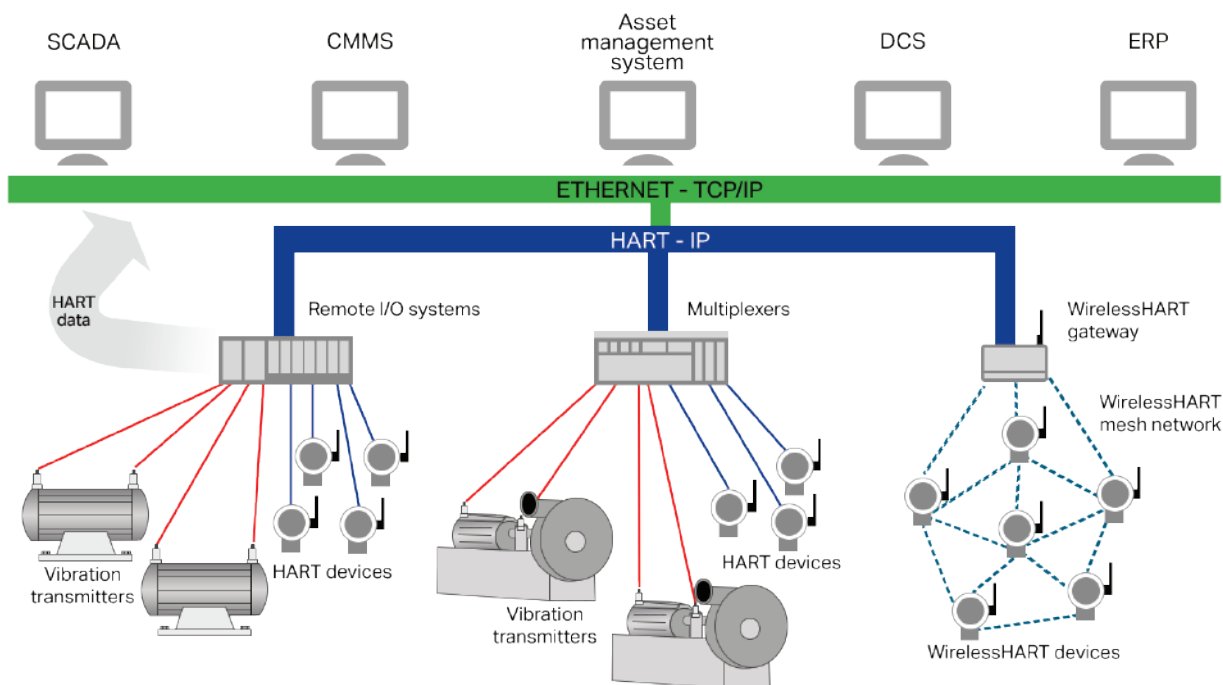 SCADA
CMMS
Asset
management
system
DCS
ERP
ETHERNET - TCP/IP
HART - IP
HART
data
Remote I/O systems
Multiplexers
WirelessHART
gateway
WirelessHART
mesh network
Vibration
transmitters
HART devices
Vibration
transmitters
HART devices
WirelessHART devices